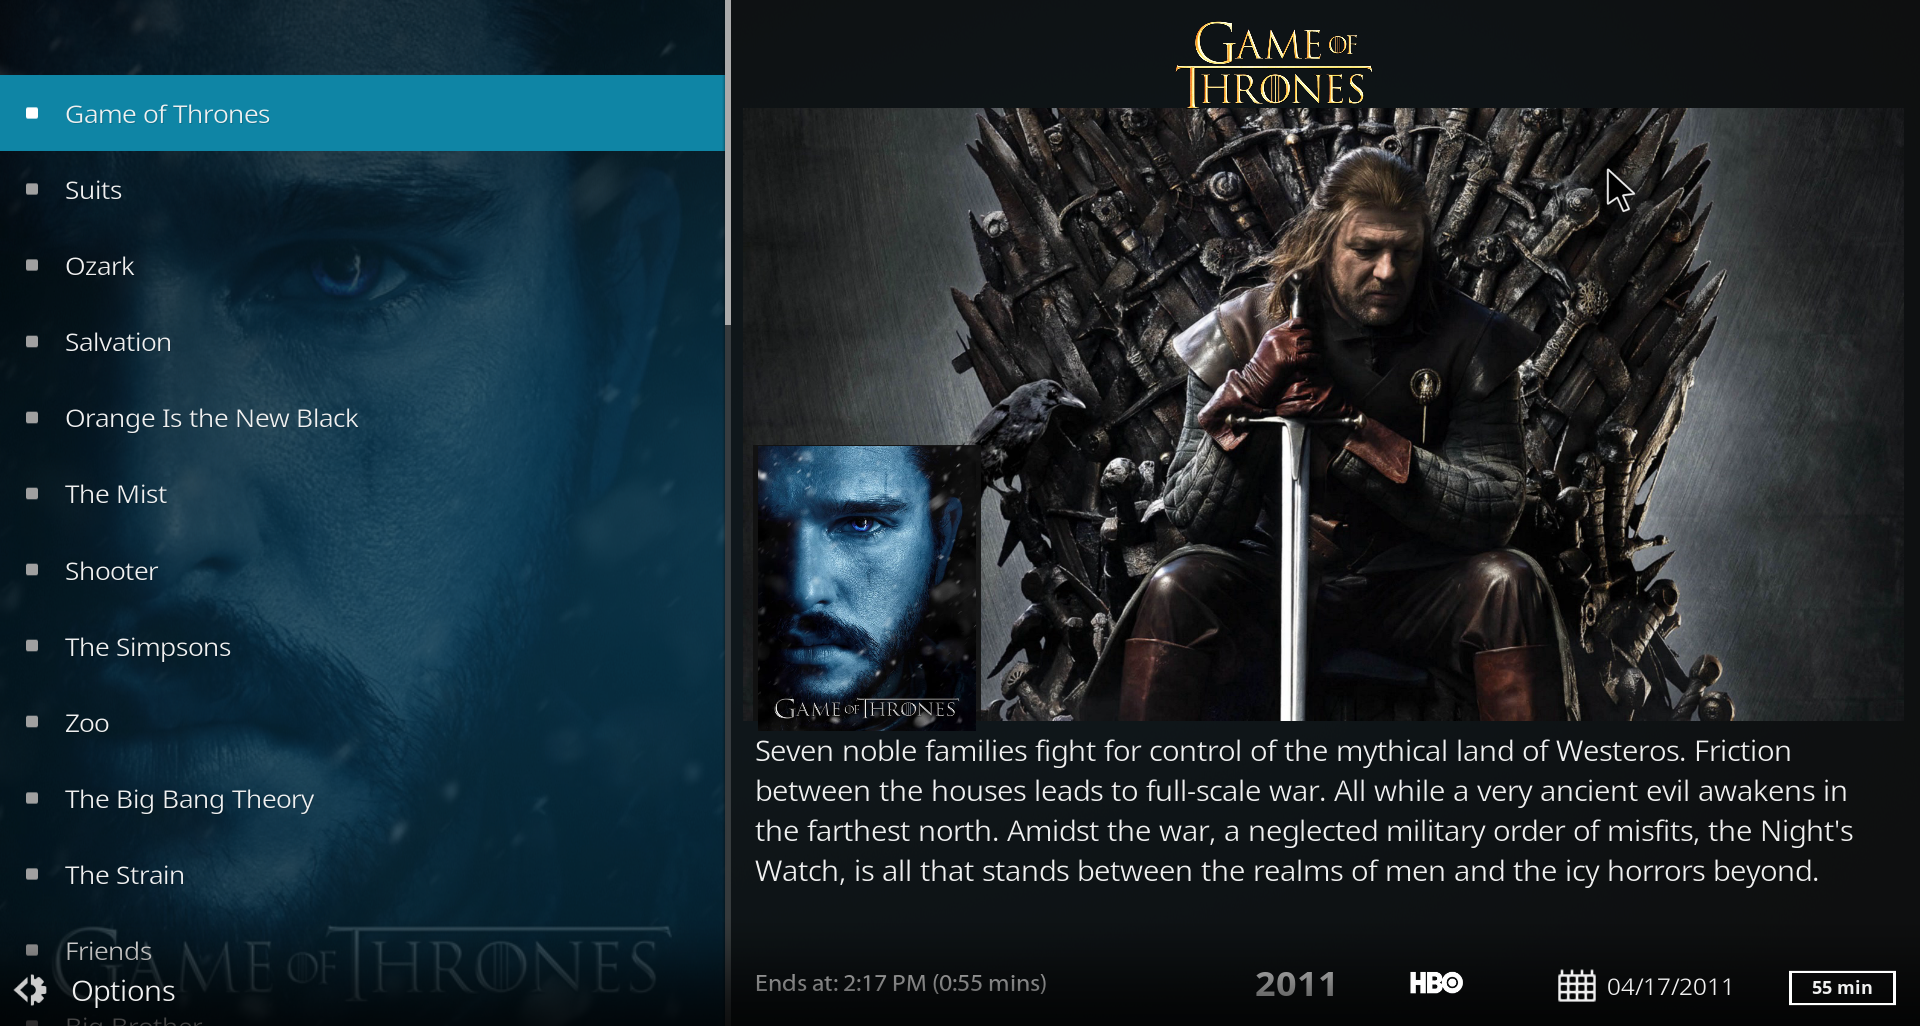 Game of Thrones
Suits
Ozark
Salvation
Orange Is the New Black
The Mist
Shooter
The Simpsons
Zoo
The Big Bang Theory
The Strain
Friends
Options
Big Brother
GAME OF
THRONES
GAME OF THRONES
GAME OF THRONES
Seven noble families fight for control of the mythical land of Westeros. Friction
between the houses leads to full-scale war. All while a very ancient evil awakens in
the farthest north. Amidst the war, a neglected military order of misfits, the Night's
Watch, is all that stands between the realms of men and the icy horrors beyond.
Ends at: 2:17 PM (0:55 mins)
2011
HBO
04/17/2011
55 min